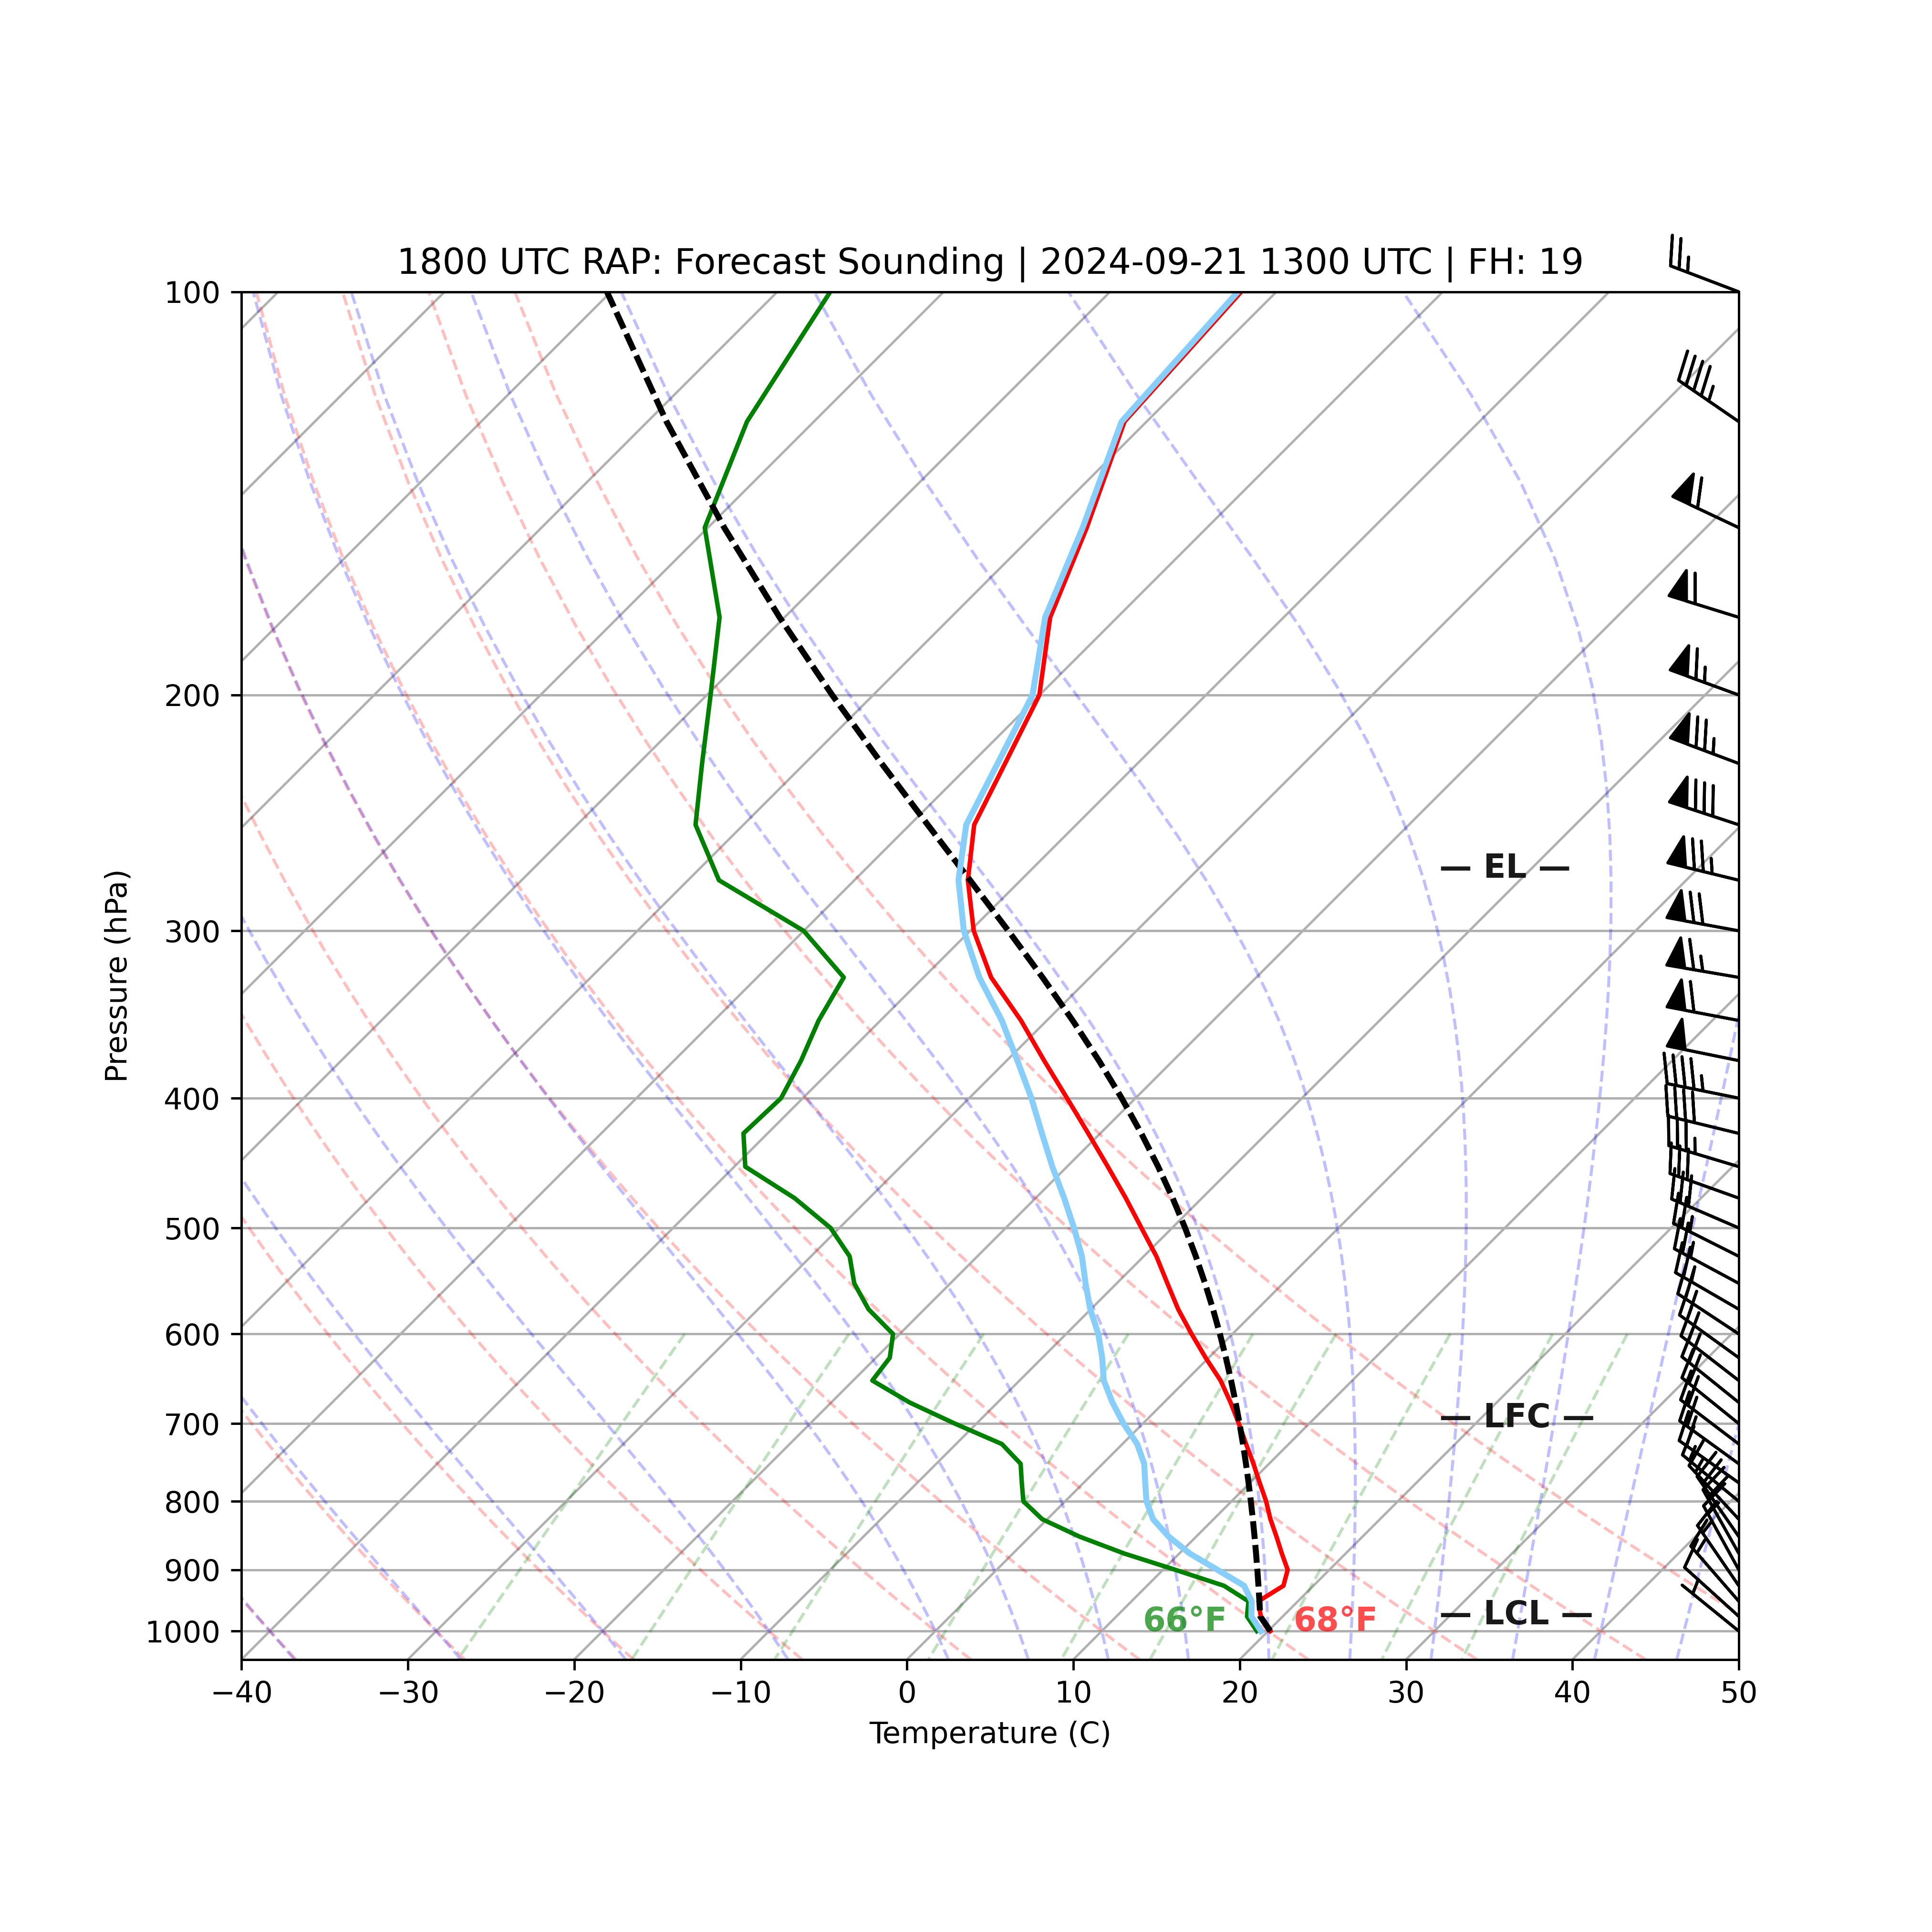 1800 UTC RAP: Forecast Sounding | 2024-09-21 1300 UTC | FH: 19
100
200
300
400
500
600
700
800
900
1000
Pressure (hPa)
— EL —
— LFC —
— LCL —
66°F
68°F
−40 −30 −20 −10 0 10 20 30 40 50
Temperature (C)